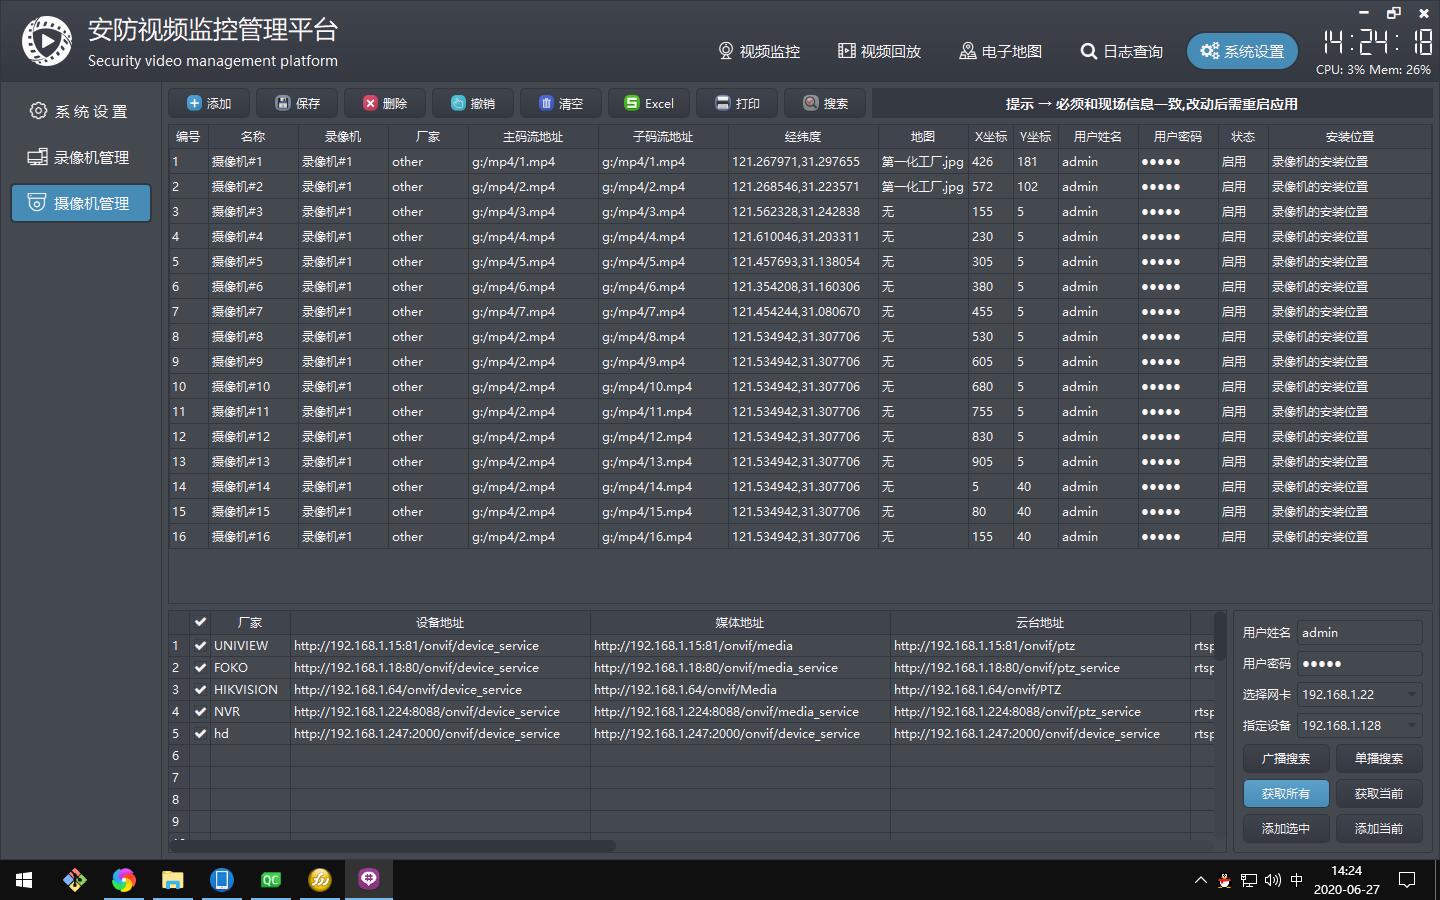 安防视频监控管理平台
Security video management platform
视频监控 视频回放 电子地图 日志查询 系统设置
14:24:18
CPU: 3% Mem: 26%
系统设置
录像机管理
摄像机管理
添加 保存 删除 撤销 清空 Excel 打印 搜索
提示 → 必须和现场信息一致,改动后需重启应用
编号 名称 录像机 厂家 主码流地址 子码流地址 经纬度 地图 X坐标 Y坐标 用户姓名 用户密码 状态 安装位置
1 摄像机#1 录像机#1 other g:/mp4/1.mp4 g:/mp4/1.mp4 121.267971,31.297655 第一化工厂.jpg 426 181 admin ●●●●● 启用 录像机的安装位置
2 摄像机#2 录像机#1 other g:/mp4/2.mp4 g:/mp4/2.mp4 121.268546,31.223571 第一化工厂.jpg 572 102 admin ●●●●● 启用 录像机的安装位置
3 摄像机#3 录像机#1 other g:/mp4/3.mp4 g:/mp4/3.mp4 121.562328,31.242838 无 155 5 admin ●●●●● 启用 录像机的安装位置
4 摄像机#4 录像机#1 other g:/mp4/4.mp4 g:/mp4/4.mp4 121.610046,31.203311 无 230 5 admin ●●●●● 启用 录像机的安装位置
5 摄像机#5 录像机#1 other g:/mp4/5.mp4 g:/mp4/5.mp4 121.457693,31.138054 无 305 5 admin ●●●●● 启用 录像机的安装位置
6 摄像机#6 录像机#1 other g:/mp4/6.mp4 g:/mp4/6.mp4 121.354208,31.160306 无 380 5 admin ●●●●● 启用 录像机的安装位置
7 摄像机#7 录像机#1 other g:/mp4/7.mp4 g:/mp4/7.mp4 121.454244,31.080670 无 455 5 admin ●●●●● 启用 录像机的安装位置
8 摄像机#8 录像机#1 other g:/mp4/2.mp4 g:/mp4/8.mp4 121.534942,31.307706 无 530 5 admin ●●●●● 启用 录像机的安装位置
9 摄像机#9 录像机#1 other g:/mp4/2.mp4 g:/mp4/9.mp4 121.534942,31.307706 无 605 5 admin ●●●●● 启用 录像机的安装位置
10 摄像机#10 录像机#1 other g:/mp4/2.mp4 g:/mp4/10.mp4 121.534942,31.307706 无 680 5 admin ●●●●● 启用 录像机的安装位置
11 摄像机#11 录像机#1 other g:/mp4/2.mp4 g:/mp4/11.mp4 121.534942,31.307706 无 755 5 admin ●●●●● 启用 录像机的安装位置
12 摄像机#12 录像机#1 other g:/mp4/2.mp4 g:/mp4/12.mp4 121.534942,31.307706 无 830 5 admin ●●●●● 启用 录像机的安装位置
13 摄像机#13 录像机#1 other g:/mp4/2.mp4 g:/mp4/13.mp4 121.534942,31.307706 无 905 5 admin ●●●●● 启用 录像机的安装位置
14 摄像机#14 录像机#1 other g:/mp4/2.mp4 g:/mp4/14.mp4 121.534942,31.307706 无 5 40 admin ●●●●● 启用 录像机的安装位置
15 摄像机#15 录像机#1 other g:/mp4/2.mp4 g:/mp4/15.mp4 121.534942,31.307706 无 80 40 admin ●●●●● 启用 录像机的安装位置
16 摄像机#16 录像机#1 other g:/mp4/2.mp4 g:/mp4/16.mp4 121.534942,31.307706 无 155 40 admin ●●●●● 启用 录像机的安装位置
厂家 设备地址 媒体地址 云台地址
1 UNIVIEW http://192.168.1.15:81/onvif/device_service http://192.168.1.15:81/onvif/media http://192.168.1.15:81/onvif/ptz rtsp
2 FOKO http://192.168.1.18:80/onvif/device_service http://192.168.1.18:80/onvif/media_service http://192.168.1.18:80/onvif/ptz_service rtsp
3 HIKVISION http://192.168.1.64/onvif/device_service http://192.168.1.64/onvif/Media http://192.168.1.64/onvif/PTZ
4 NVR http://192.168.1.224:8088/onvif/device_service http://192.168.1.224:8088/onvif/media_service http://192.168.1.224:8088/onvif/ptz_service rtsp
5 hd http://192.168.1.247:2000/onvif/device_service http://192.168.1.247:2000/onvif/device_service http://192.168.1.247:2000/onvif/device_service rtsp
6
7
8
9
用户姓名 admin
用户密码 ●●●●●
选择网卡 192.168.1.22
指定设备 192.168.1.128
广播搜索 单播搜索
获取所有 获取当前
添加选中 添加当前
QC
中
14:24
2020-06-27